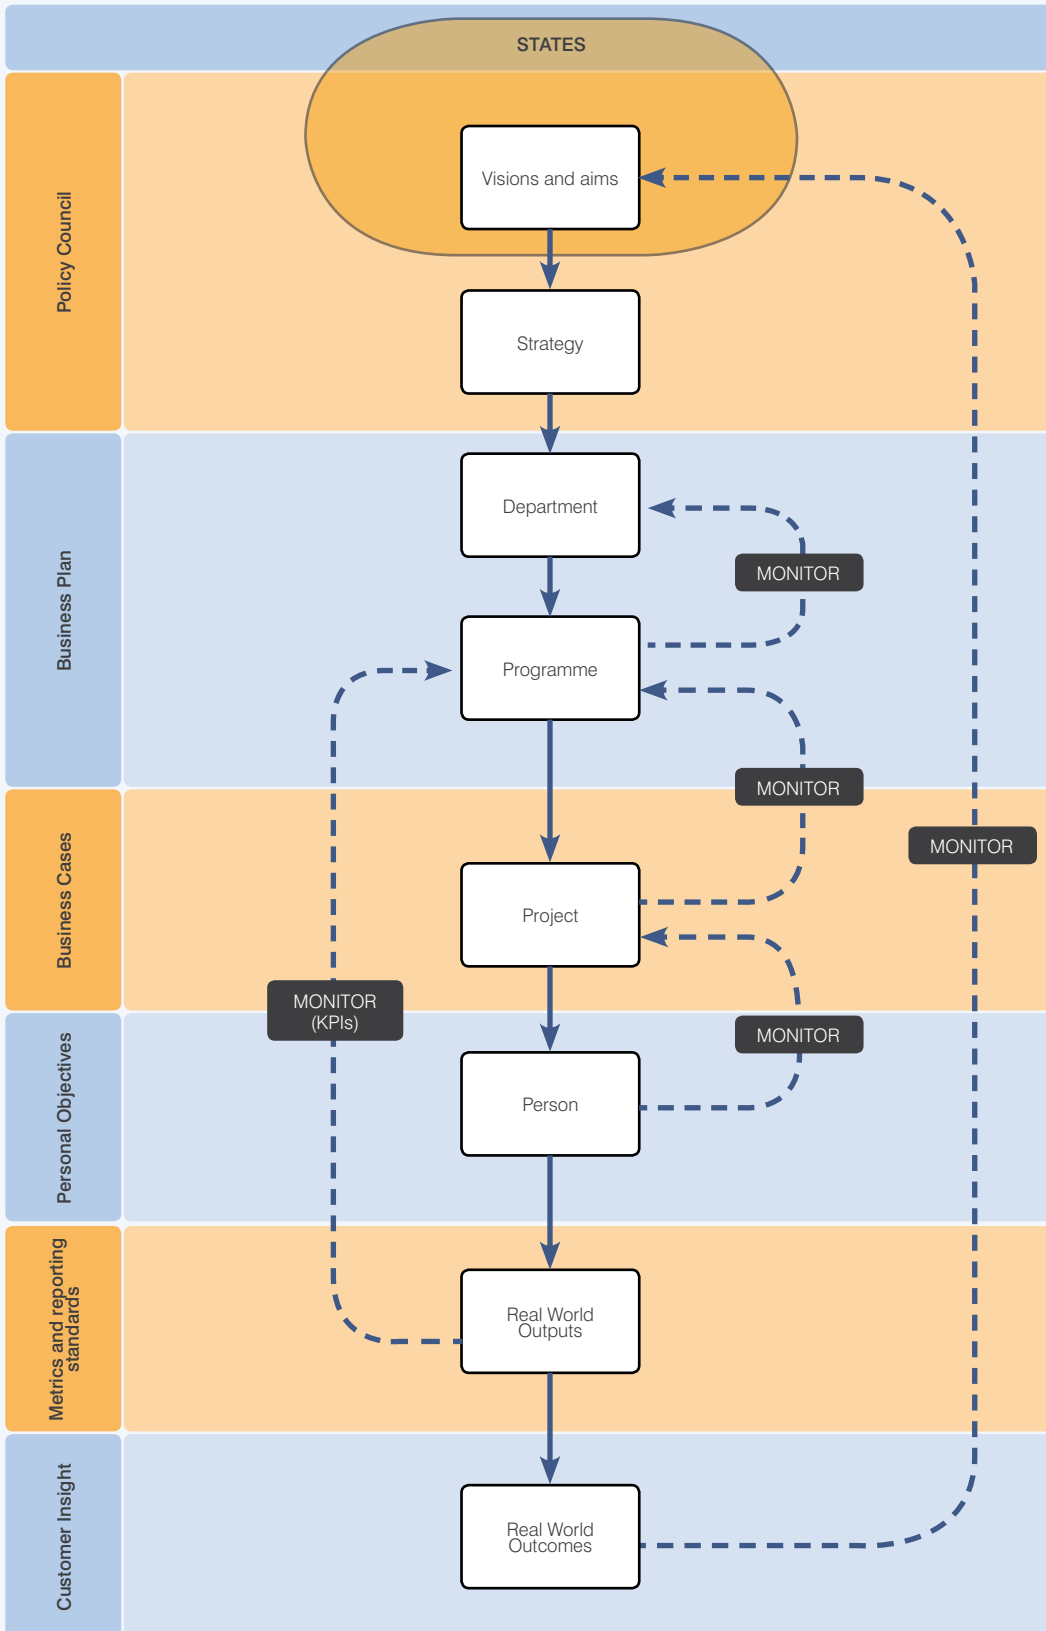 STATES
Policy Council
Visions and aims
Strategy
Business Plan
Department
MONITOR
Programme
MONITOR
Business Cases
MONITOR
Project
MONITOR
(KPIs)
Personal Objectives
MONITOR
Person
Metrics and reporting
standards
Real World
Outputs
Customer Insight
Real World
Outcomes